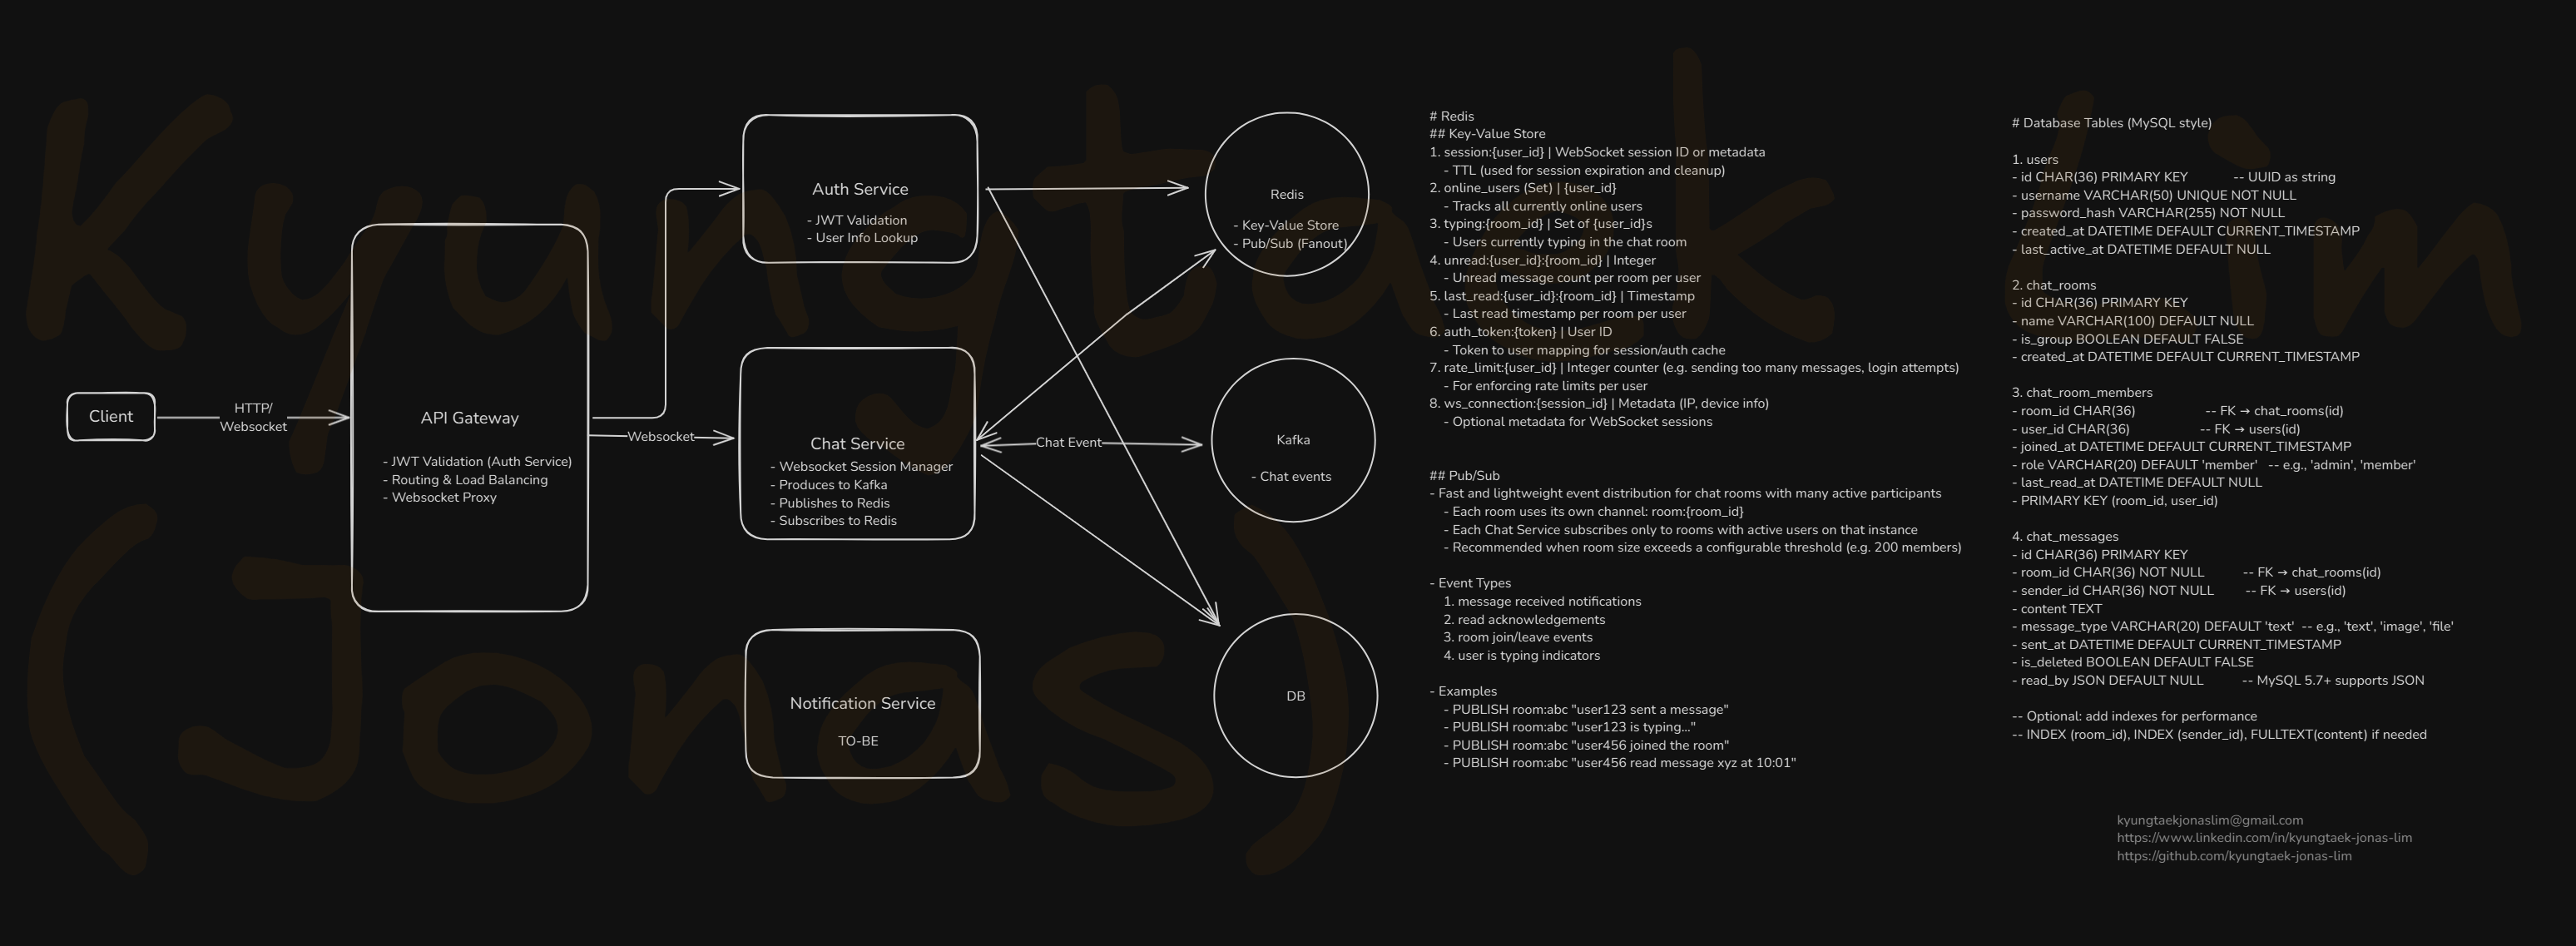 Kyungtaek lim
(Jonas)
Client
HTTP/
Websocket
API Gateway
- JWT Validation (Auth Service)
- Routing & Load Balancing
- Websocket Proxy
Websocket
Auth Service
- JWT Validation
- User Info Lookup
Chat Service
- Websocket Session Manager
- Produces to Kafka
- Publishes to Redis
- Subscribes to Redis
Notification Service
TO-BE
Chat Event
Redis
- Key-Value Store
- Pub/Sub (Fanout)
Kafka
- Chat events
DB
# Redis
## Key-Value Store
1. session:{user_id} | WebSocket session ID or metadata
- TTL (used for session expiration and cleanup)
2. online_users (Set) | {user_id}
- Tracks all currently online users
3. typing:{room_id} | Set of {user_id}s
- Users currently typing in the chat room
4. unread:{user_id}:{room_id} | Integer
- Unread message count per room per user
5. last_read:{user_id}:{room_id} | Timestamp
- Last read timestamp per room per user
6. auth_token:{token} | User ID
- Token to user mapping for session/auth cache
7. rate_limit:{user_id} | Integer counter (e.g. sending too many messages, login attempts)
- For enforcing rate limits per user
8. ws_connection:{session_id} | Metadata (IP, device info)
- Optional metadata for WebSocket sessions
## Pub/Sub
- Fast and lightweight event distribution for chat rooms with many active participants
- Each room uses its own channel: room:{room_id}
- Each Chat Service subscribes only to rooms with active users on that instance
- Recommended when room size exceeds a configurable threshold (e.g. 200 members)
- Event Types
1. message received notifications
2. read acknowledgements
3. room join/leave events
4. user is typing indicators
- Examples
- PUBLISH room:abc "user123 sent a message"
- PUBLISH room:abc "user123 is typing..."
- PUBLISH room:abc "user456 joined the room"
- PUBLISH room:abc "user456 read message xyz at 10:01"
# Database Tables (MySQL style)
1. users
- id CHAR(36) PRIMARY KEY -- UUID as string
- username VARCHAR(50) UNIQUE NOT NULL
- password_hash VARCHAR(255) NOT NULL
- created_at DATETIME DEFAULT CURRENT_TIMESTAMP
- last_active_at DATETIME DEFAULT NULL
2. chat_rooms
- id CHAR(36) PRIMARY KEY
- name VARCHAR(100) DEFAULT NULL
- is_group BOOLEAN DEFAULT FALSE
- created_at DATETIME DEFAULT CURRENT_TIMESTAMP
3. chat_room_members
- room_id CHAR(36) -- FK → chat_rooms(id)
- user_id CHAR(36) -- FK → users(id)
- joined_at DATETIME DEFAULT CURRENT_TIMESTAMP
- role VARCHAR(20) DEFAULT 'member' -- e.g., 'admin', 'member'
- last_read_at DATETIME DEFAULT NULL
- PRIMARY KEY (room_id, user_id)
4. chat_messages
- id CHAR(36) PRIMARY KEY
- room_id CHAR(36) NOT NULL -- FK → chat_rooms(id)
- sender_id CHAR(36) NOT NULL -- FK → users(id)
- content TEXT
- message_type VARCHAR(20) DEFAULT 'text' -- e.g., 'text', 'image', 'file'
- sent_at DATETIME DEFAULT CURRENT_TIMESTAMP
- is_deleted BOOLEAN DEFAULT FALSE
- read_by JSON DEFAULT NULL -- MySQL 5.7+ supports JSON
-- Optional: add indexes for performance
-- INDEX (room_id), INDEX (sender_id), FULLTEXT(content) if needed
kyungtaekjonaslim@gmail.com
https://www.linkedin.com/in/kyungtaek-jonas-lim
https://github.com/kyungtaek-jonas-lim